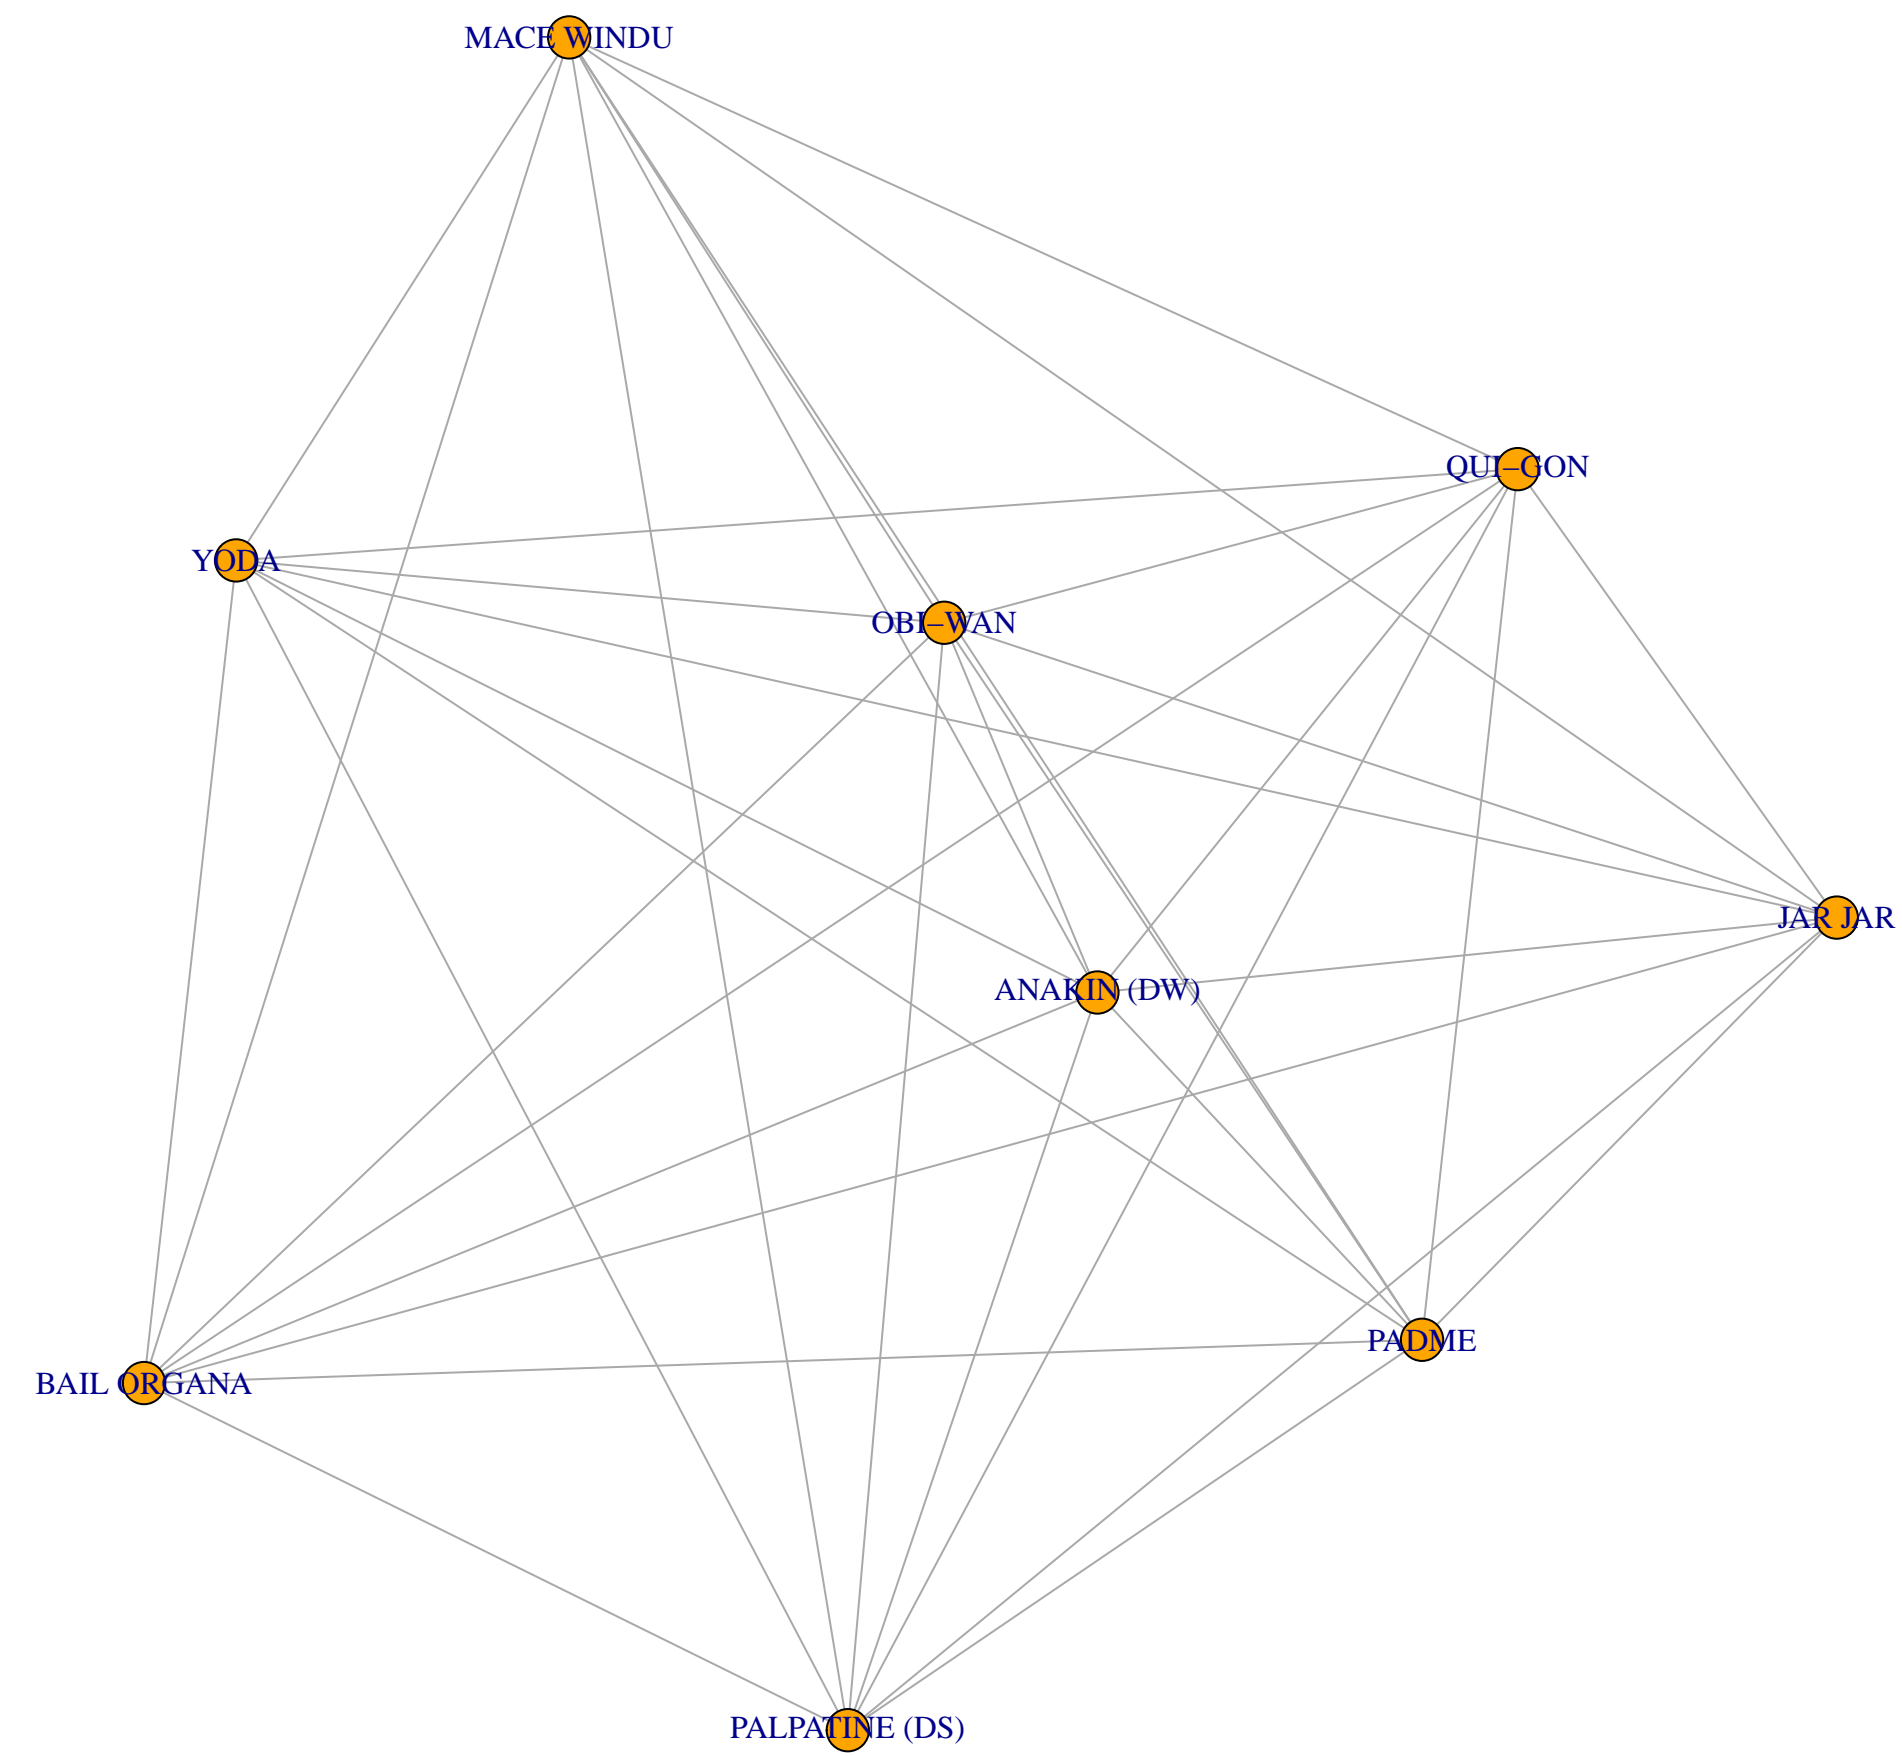 MACE WINDU
QUI–GON
YODA
OBI–WAN
JAR JAR
ANAKIN (DW)
PADME
BAIL ORGANA
PALPATINE (DS)